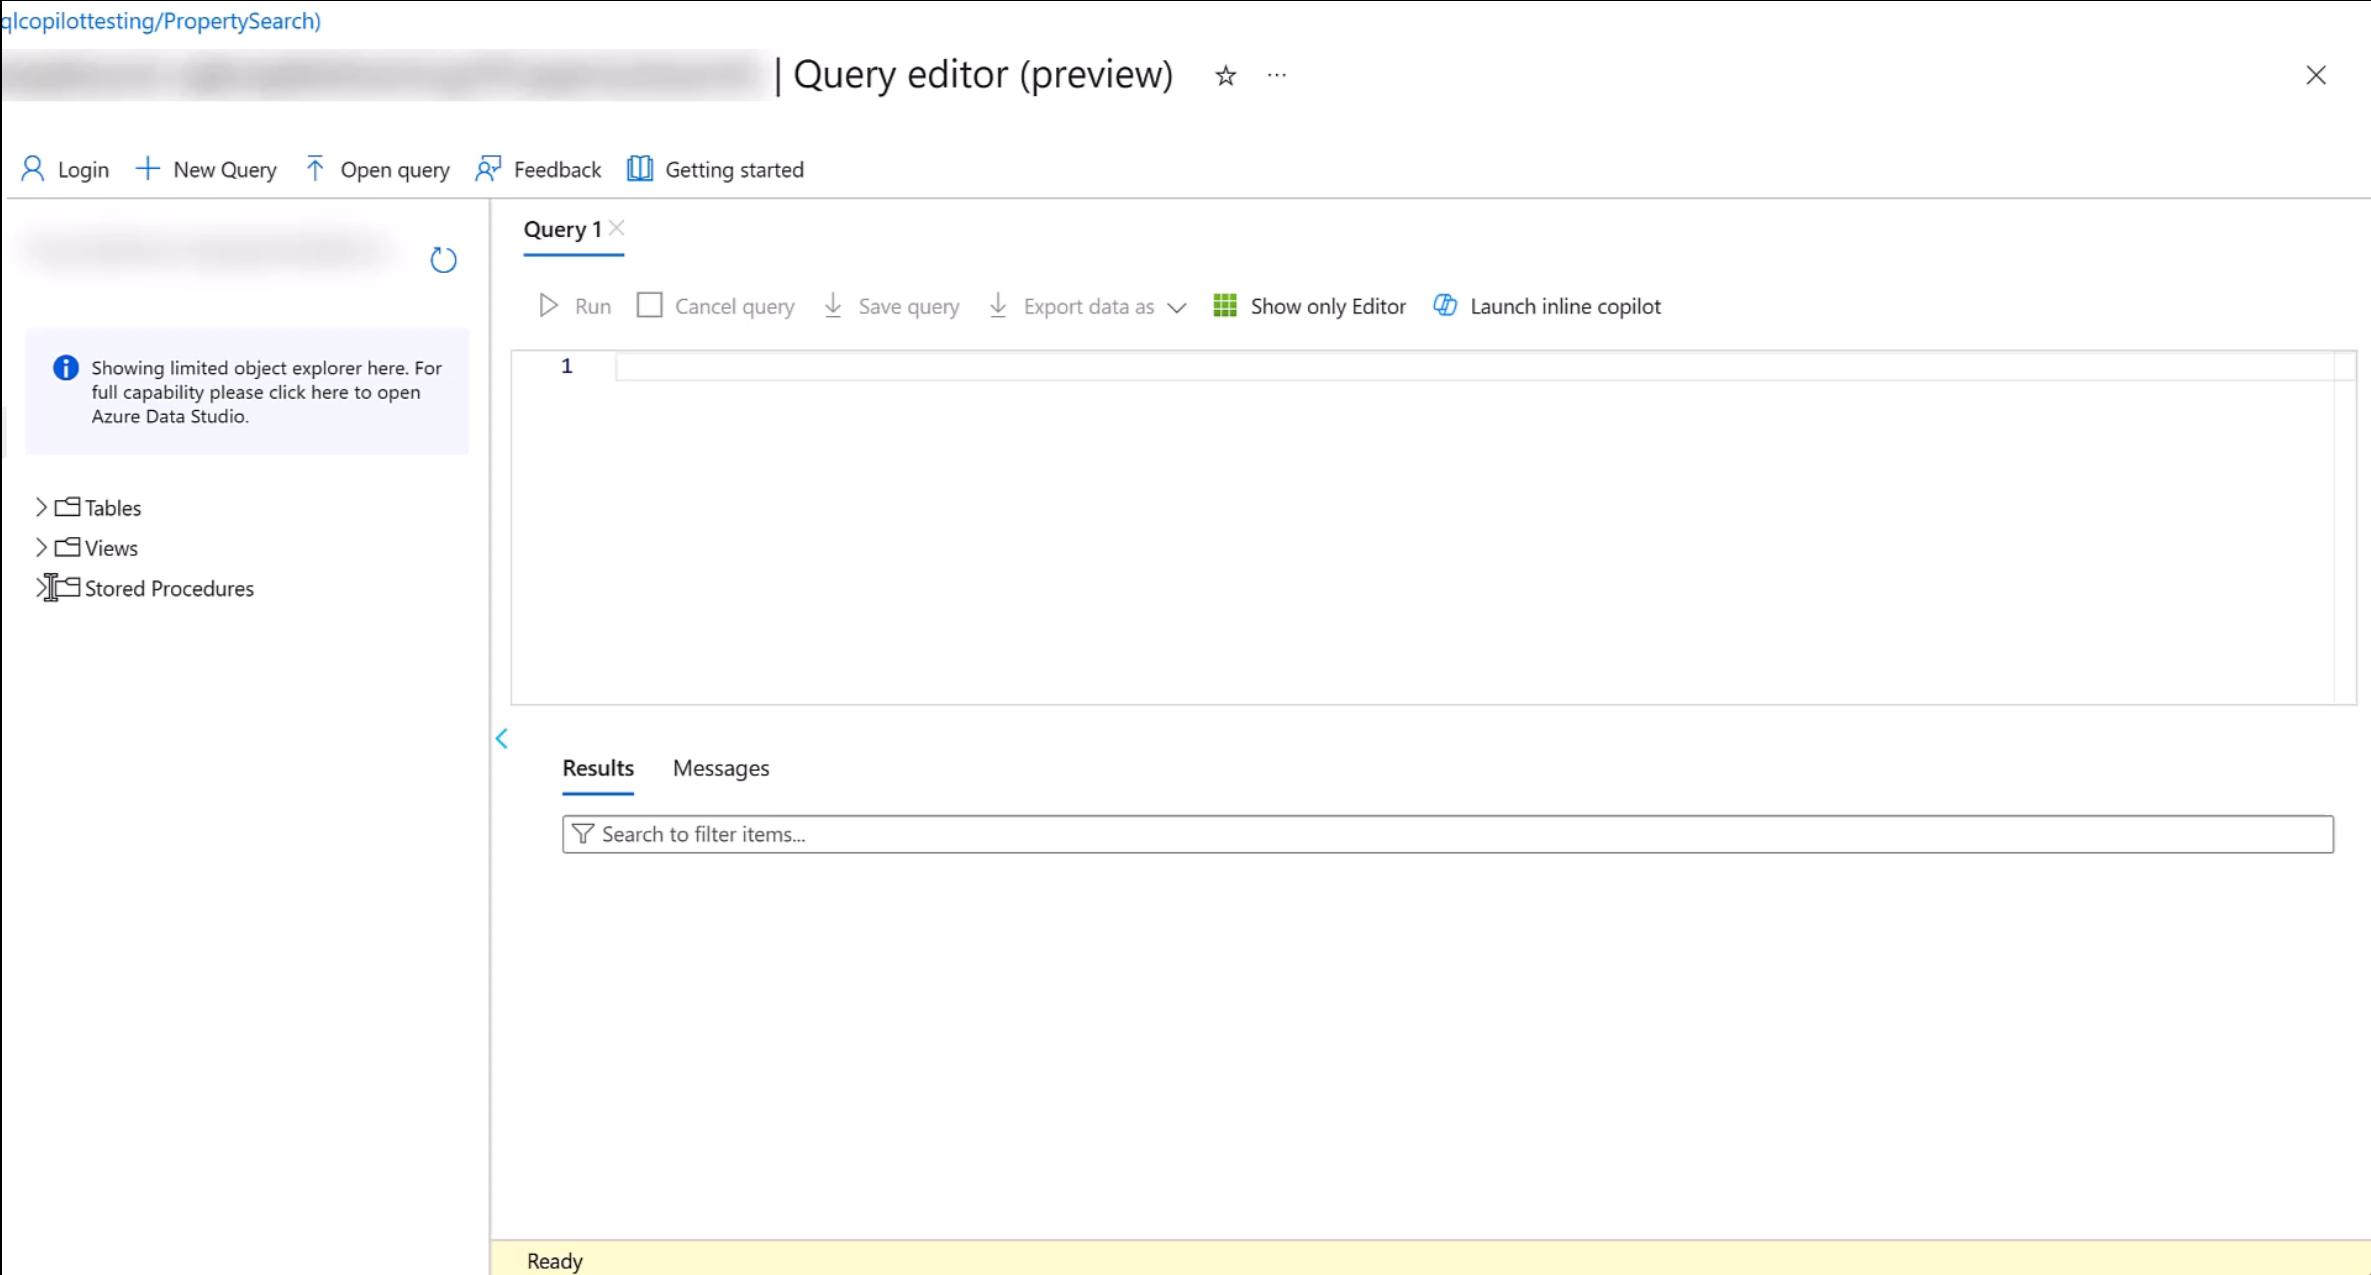 qlcopilottesting/PropertySearch)
| Query editor (preview)
Login New Query Open query Feedback Getting started
Query 1
Run Cancel query Save query Export data as Show only Editor Launch inline copilot
Showing limited object explorer here. For
full capability please click here to open
Azure Data Studio.
1
Tables
Views
Stored Procedures
Results Messages
Search to filter items...
Ready